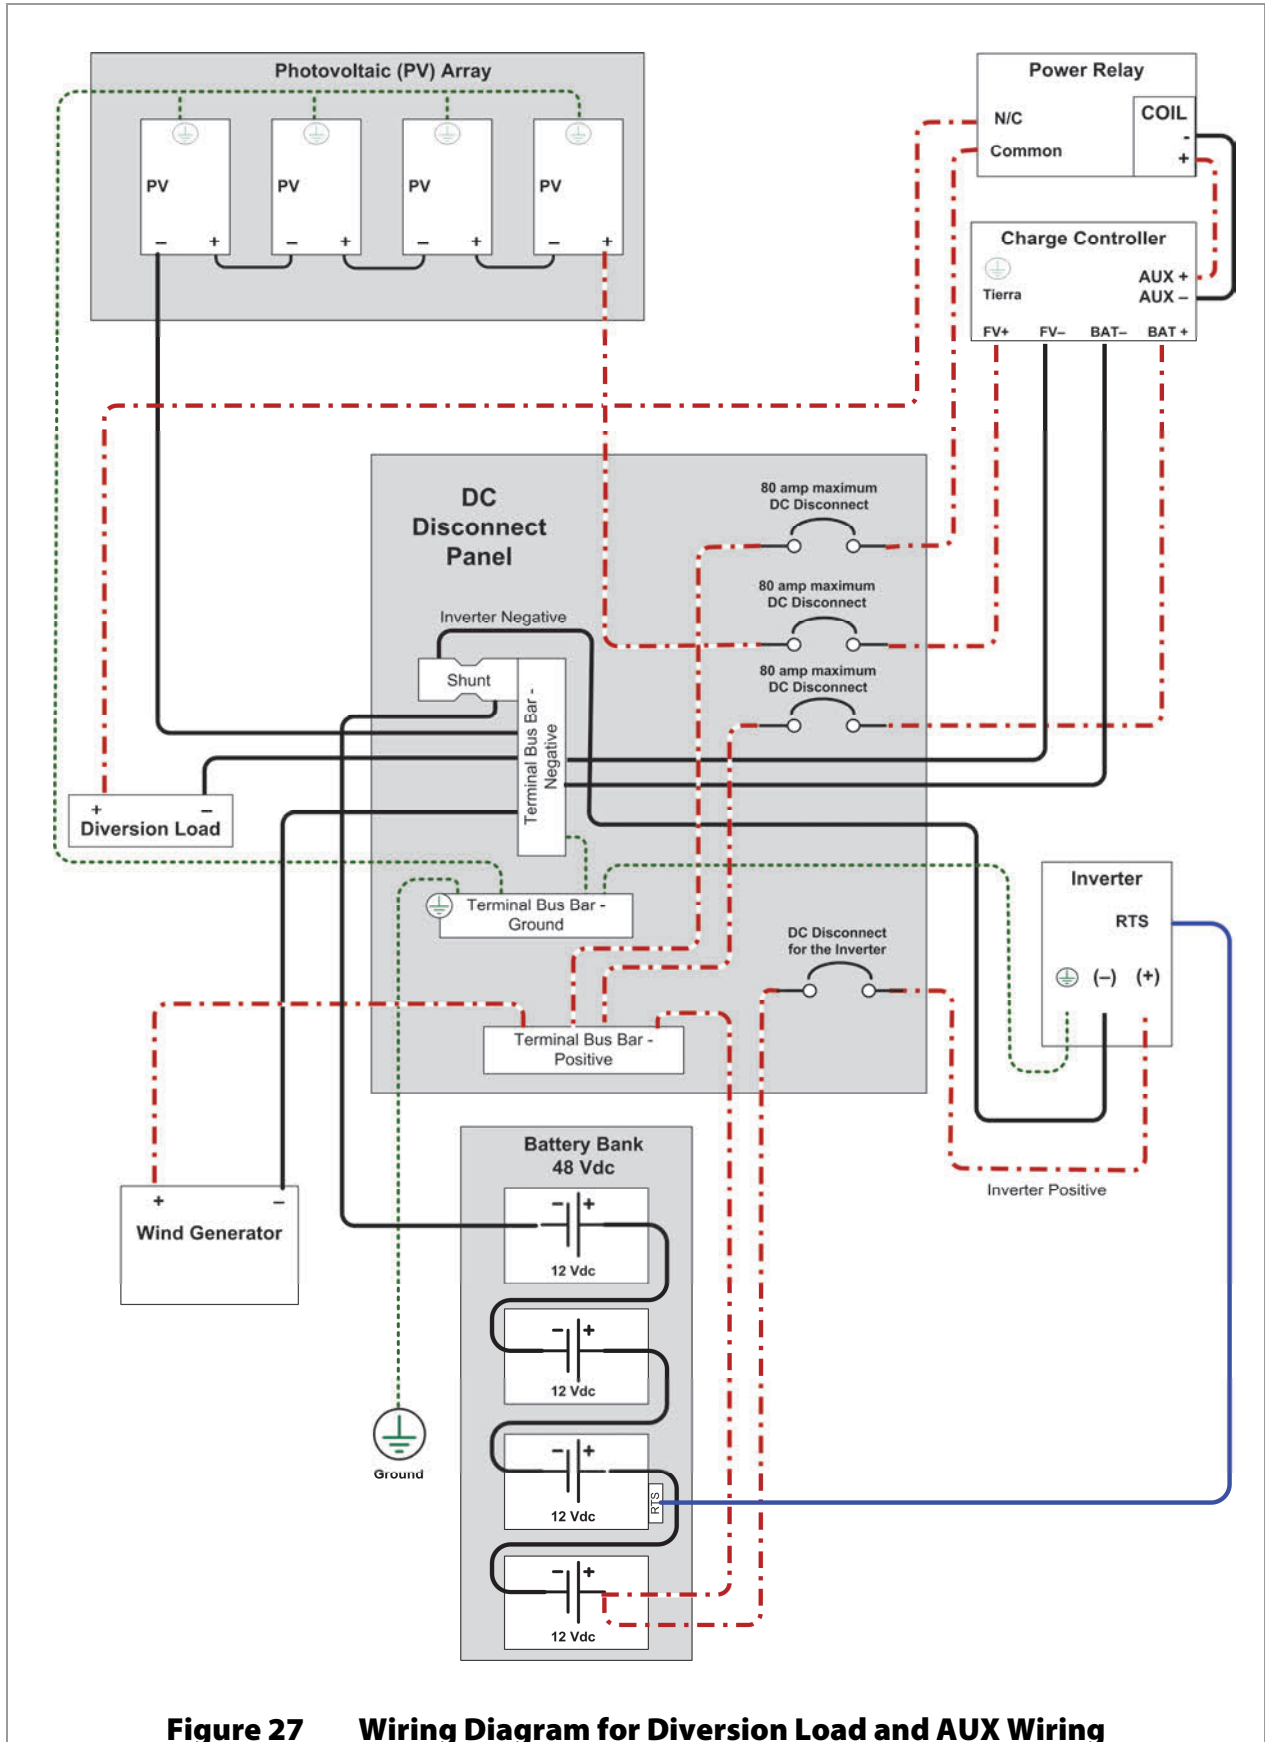 Photovoltaic (PV) Array
PV
PV
PV
PV
– +
– +
– +
– +
Power Relay
N/C
Common
COIL
-
+
Charge Controller
Tierra
AUX +
AUX –
FV+ FV– BAT– BAT +
DC
Disconnect
Panel
80 amp maximum
DC Disconnect
80 amp maximum
DC Disconnect
80 amp maximum
DC Disconnect
Inverter Negative
Shunt
Terminal Bus Bar -
Negative
+ –
Diversion Load
Terminal Bus Bar -
Ground
DC Disconnect
for the Inverter
Inverter
RTS
(–) (+)
Terminal Bus Bar -
Positive
Inverter Positive
+ –
Wind Generator
Battery Bank
48 Vdc
– +
12 Vdc
– +
12 Vdc
– +
12 Vdc
RTS
– +
12 Vdc
Ground
Figure 27 Wiring Diagram for Diversion Load and AUX Wiring